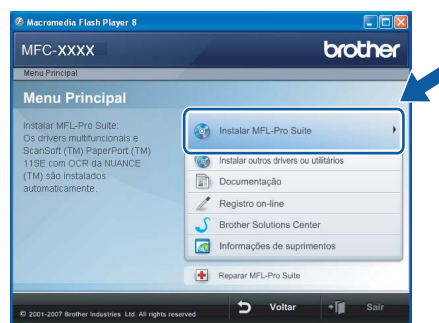 Macromedia Flash Player 8
MFC-XXXX
brother
Menu Principal
Menu Principal
Instalar MFL-Pro Suite:
Os drivers multifuncionais e
ScanSoft (TM) PaperPort (TM)
11SE com OCR da NUANCE
(TM) são instalados
automaticamente.
Instalar MFL-Pro Suite
Instalar outros drivers ou utilitários
Documentação
Registro on-line
Brother Solutions Center
Informações de suprimentos
Reparar MFL-Pro Suite
© 2001-2007 Brother Industries Ltd. All rights reserved
Voltar
Sair